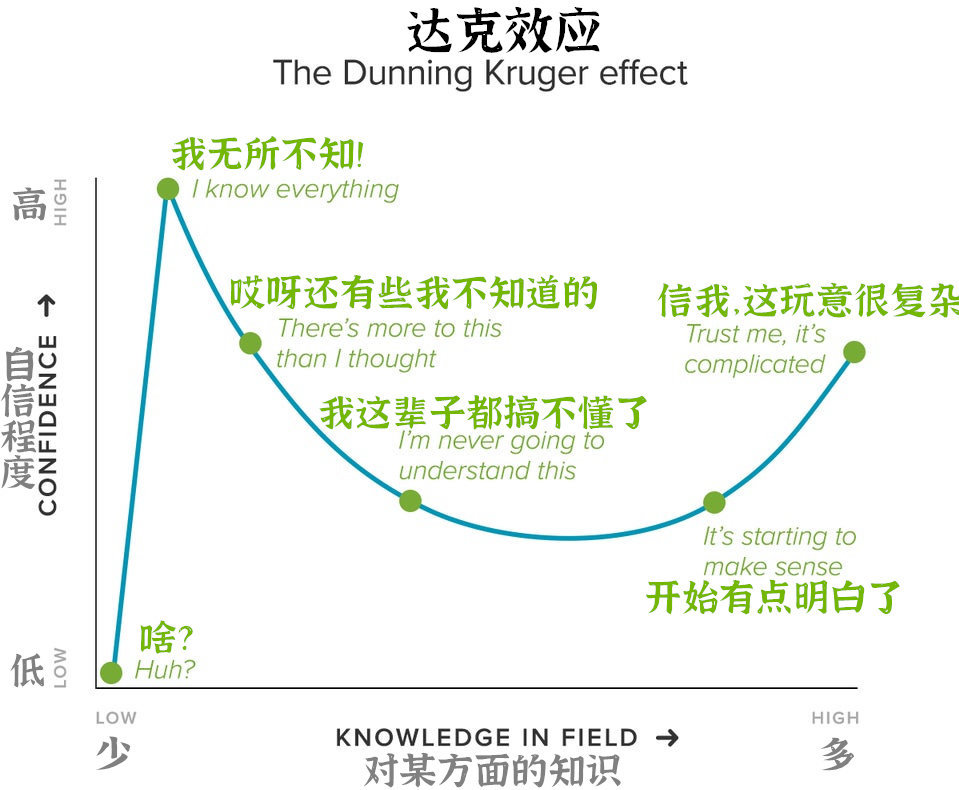 达克效应
The Dunning Kruger effect
我无所不知!
I know everything
高
HIGH
哎呀还有些我不知道的
There's more to this
than I thought
信我,这玩意很复杂
Trust me, it's
complicated
自信程度
CONFIDENCE →
我这辈子都搞不懂了
I'm never going to
understand this
It's starting to
make sense
开始有点明白了
啥?
Huh?
低
LOW
LOW
少
KNOWLEDGE IN FIELD →
对某方面的知识
HIGH
多